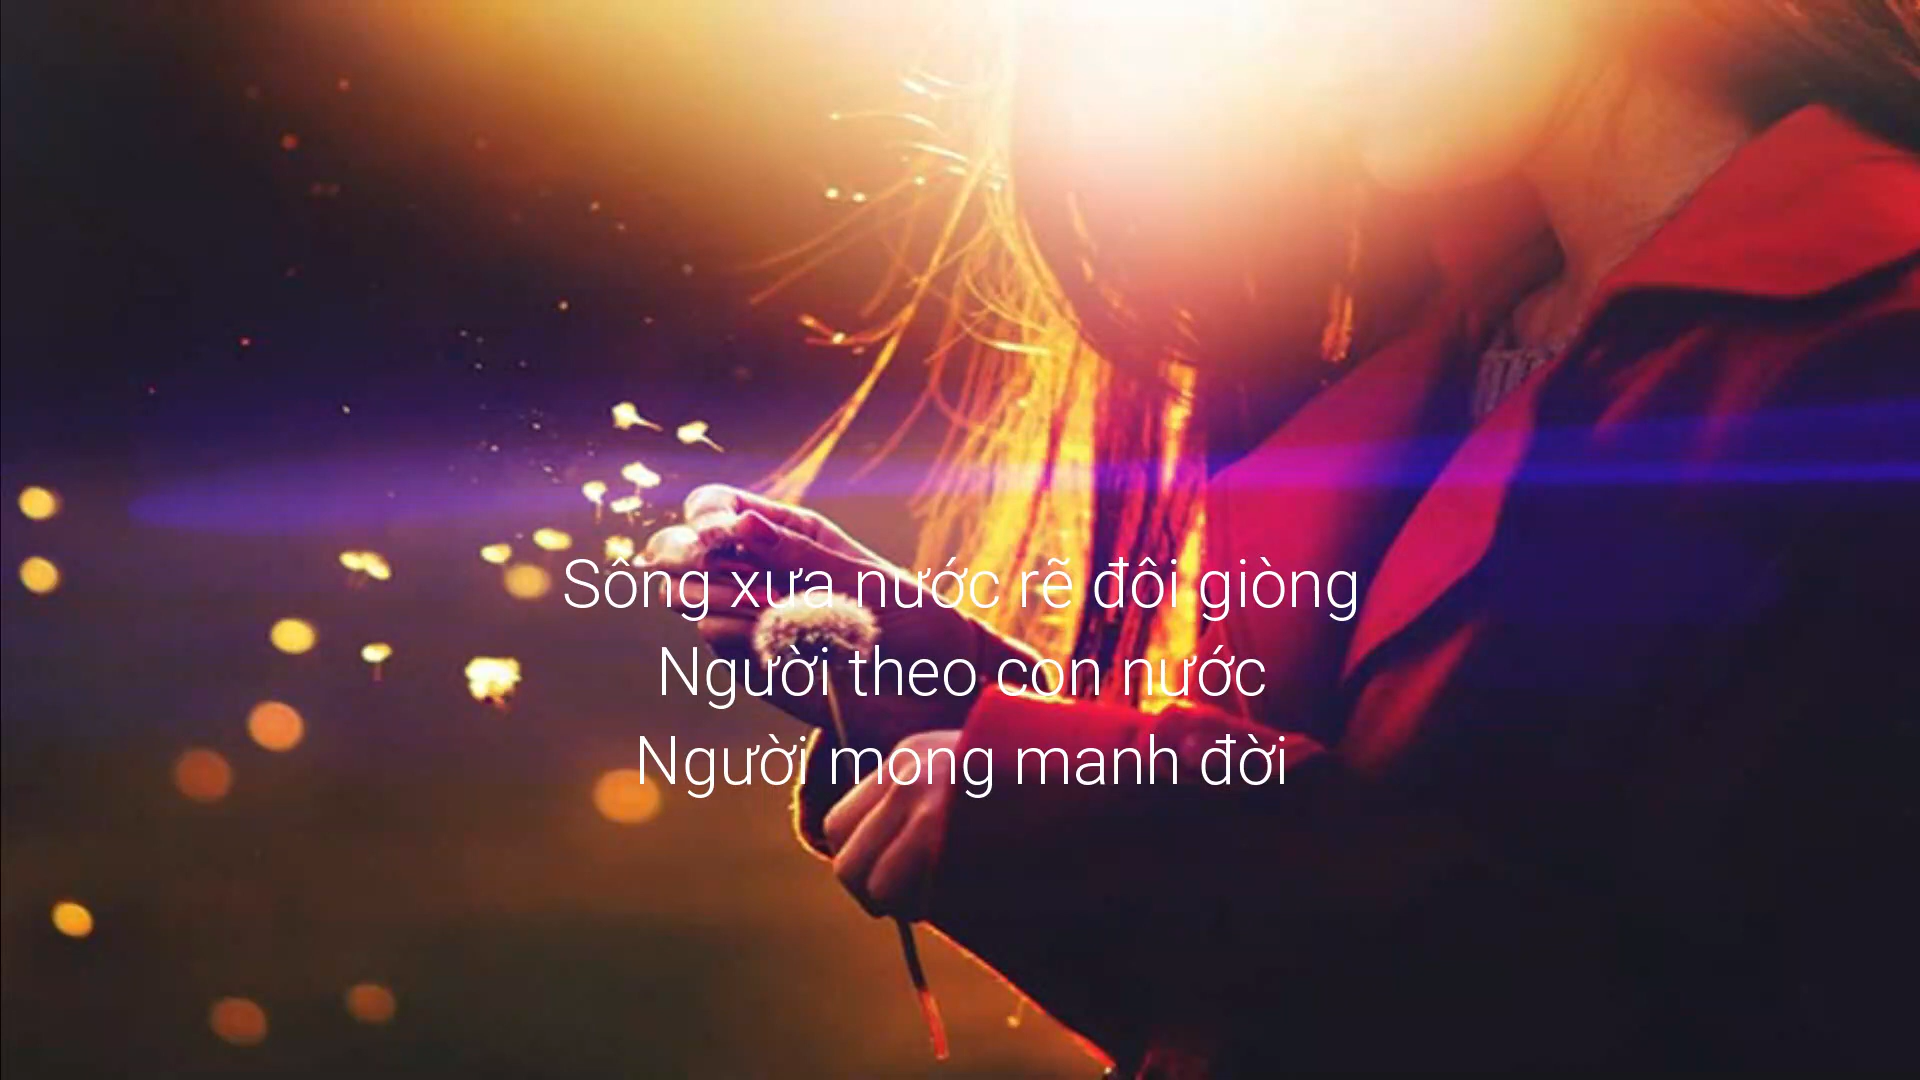 Sông xưa nước rẽ đôi giòng
Người theo con nước
Người mong manh đời